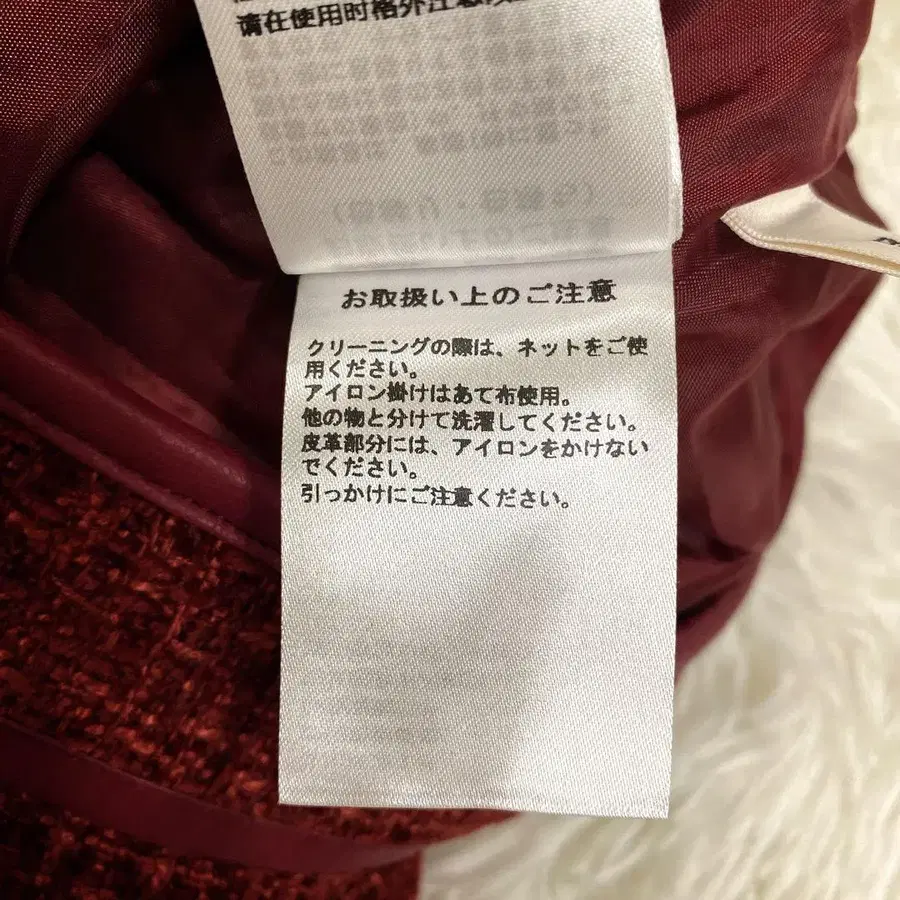 请在使用时格外注意
お取扱い上のご注意
クリーニングの際は、ネットをご使
用ください。
アイロン掛けはあて布使用。
他の物と分けて洗濯してください。
皮革部分には、アイロンをかけない
でください。
引っかけにご注意ください。